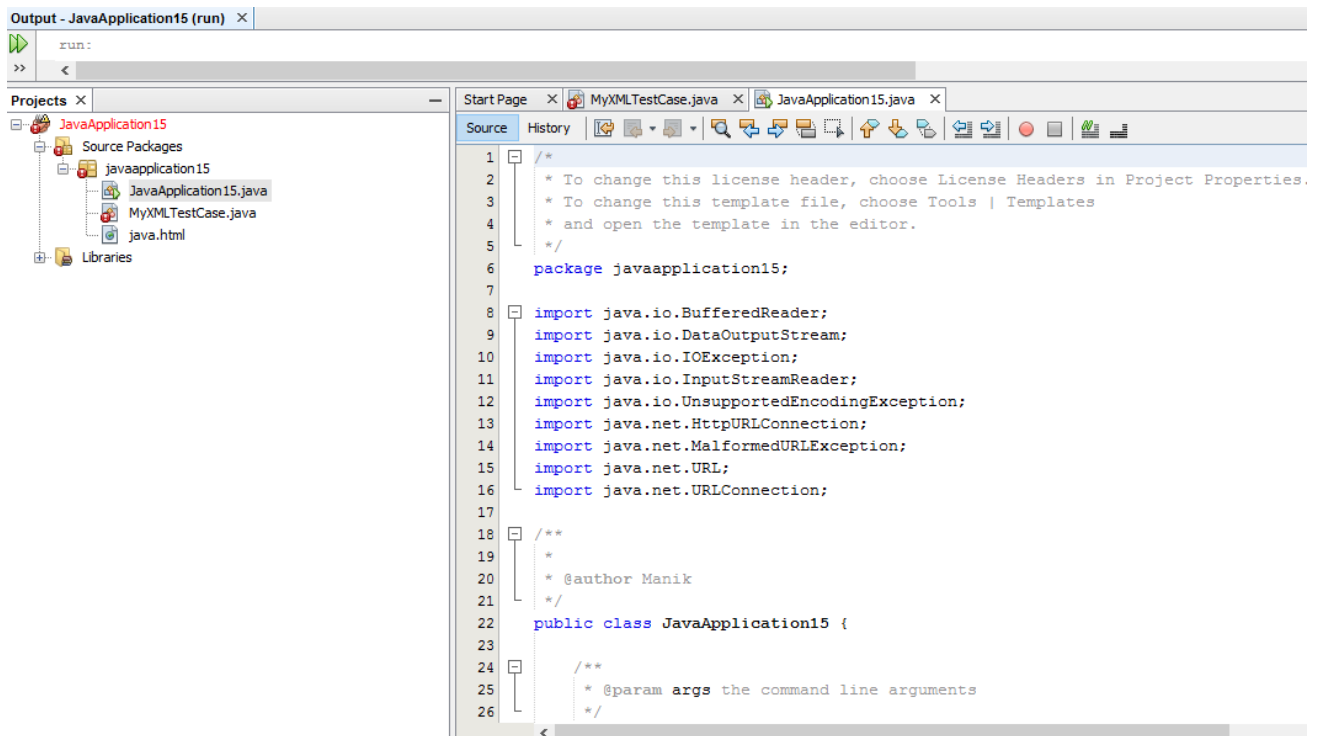 Output - JavaApplication15 (run) ×
run:
Projects ×
JavaApplication15
Source Packages
javaapplication15
JavaApplication15.java
MyXMLTestCase.java
java.html
Libraries
Start Page × MyXMLTestCase.java × JavaApplication15.java ×
Source History
1 /*
2 * To change this license header, choose License Headers in Project Properties.
3 * To change this template file, choose Tools | Templates
4 * and open the template in the editor.
5 */
6 package javaapplication15;
7
8 import java.io.BufferedReader;
9 import java.io.DataOutputStream;
10 import java.io.IOException;
11 import java.io.InputStreamReader;
12 import java.io.UnsupportedEncodingException;
13 import java.net.HttpURLConnection;
14 import java.net.MalformedURLException;
15 import java.net.URL;
16 import java.net.URLConnection;
17
18 /**
19 *
20 * @author Manik
21 */
22 public class JavaApplication15 {
23
24 /**
25 * @param args the command line arguments
26 */